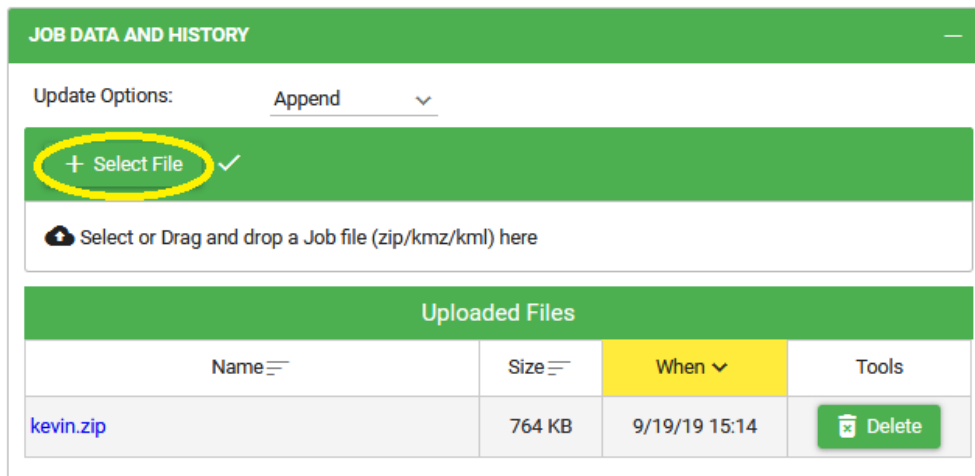 JOB DATA AND HISTORY
Update Options: Append
+ Select File
Select or Drag and drop a Job file (zip/kmz/kml) here
Uploaded Files
Name Size When Tools
kevin.zip 764 KB 9/19/19 15:14 Delete